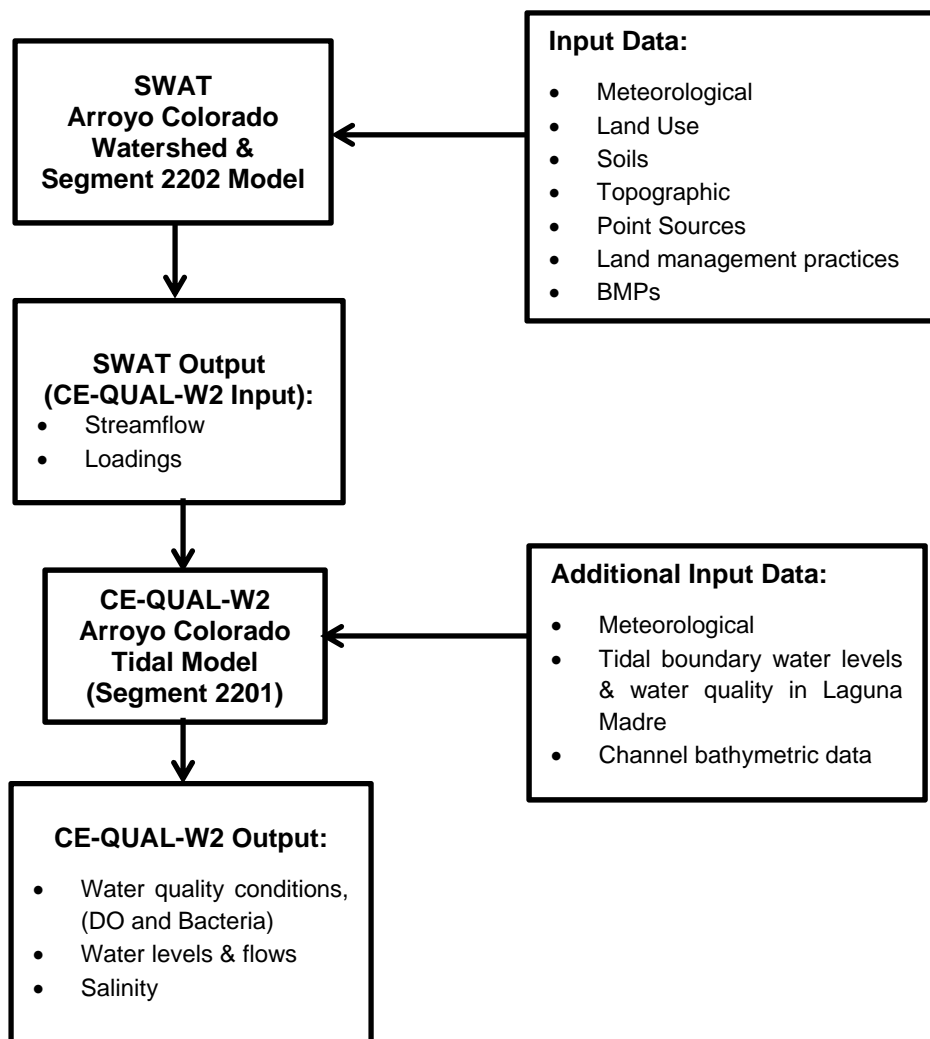 SWAT
Arroyo Colorado
Watershed &
Segment 2202 Model
Input Data:
• Meteorological
• Land Use
• Soils
• Topographic
• Point Sources
• Land management practices
• BMPs
SWAT Output
(CE-QUAL-W2 Input):
• Streamflow
• Loadings
CE-QUAL-W2
Arroyo Colorado
Tidal Model
(Segment 2201)
Additional Input Data:
• Meteorological
• Tidal boundary water levels
& water quality in Laguna
Madre
• Channel bathymetric data
CE-QUAL-W2 Output:
• Water quality conditions,
(DO and Bacteria)
• Water levels & flows
• Salinity